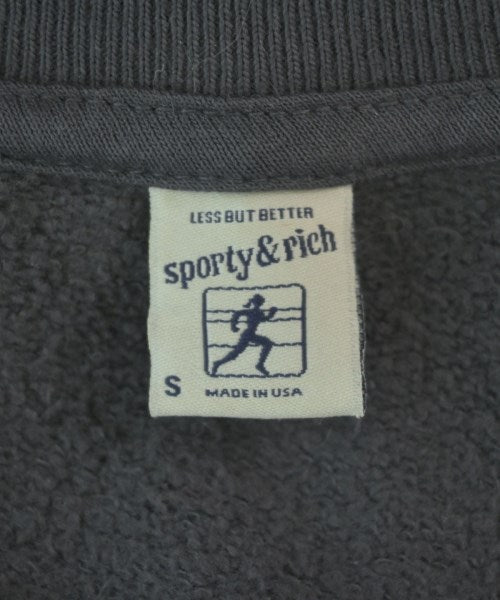 LESS BUT BETTER
sporty & rich
S
MADE IN USA